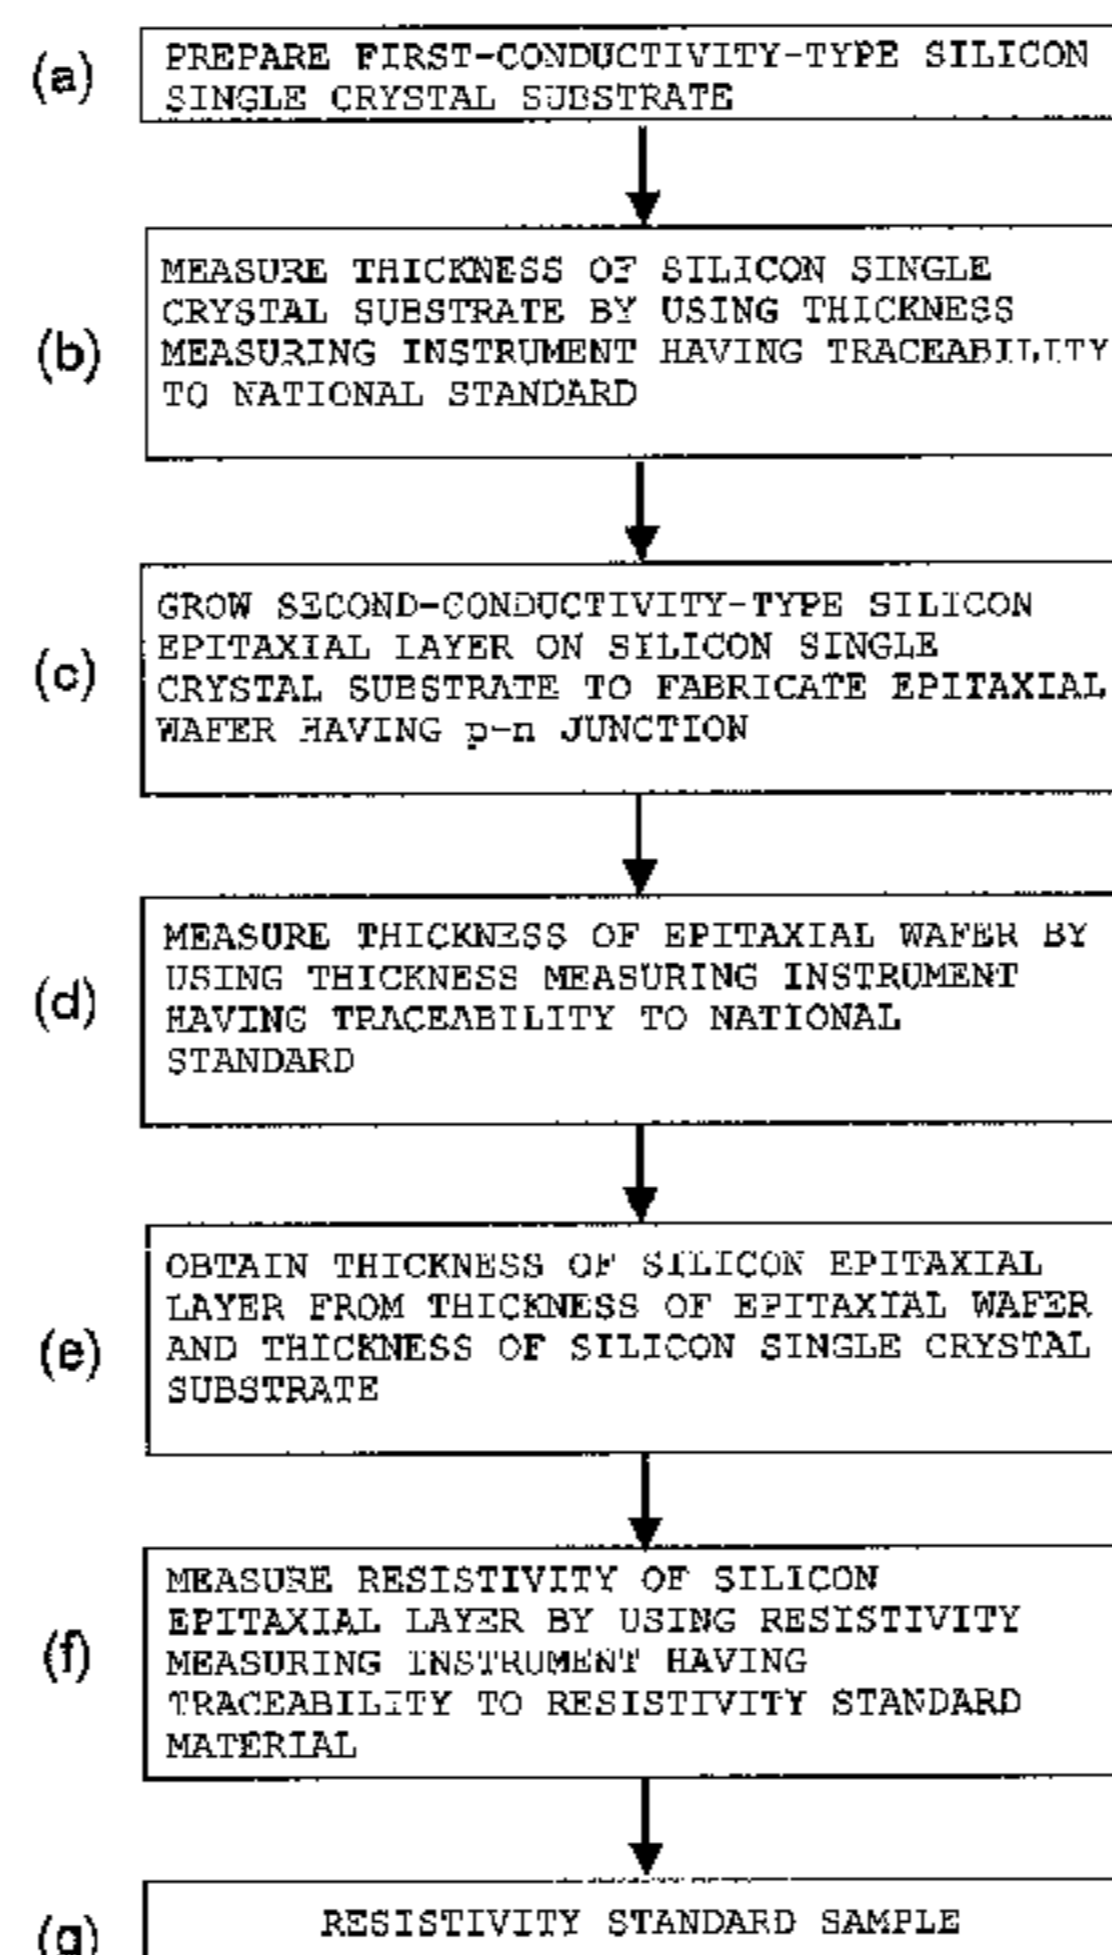 (a)
PREPARE FIRST-CONDUCTIVITY-TYPE SILICON
SINGLE CRYSTAL SUBSTRATE
(b)
MEASURE THICKNESS OF SILICON SINGLE
CRYSTAL SUBSTRATE BY USING THICKNESS
MEASURING INSTRUMENT HAVING TRACEABILITY
TO NATIONAL STANDARD
(c)
GROW SECOND-CONDUCTIVITY-TYPE SILICON
EPITAXIAL LAYER ON SILICON SINGLE
CRYSTAL SUBSTRATE TO FABRICATE EPITAXIAL
WAFER HAVING p-n JUNCTION
(d)
MEASURE THICKNESS OF EPITAXIAL WAFER BY
USING THICKNESS MEASURING INSTRUMENT
HAVING TRACEABILITY TO NATIONAL
STANDARD
(e)
OBTAIN THICKNESS OF SILICON EPITAXIAL
LAYER FROM THICKNESS OF EPITAXIAL WAFER
AND THICKNESS OF SILICON SINGLE CRYSTAL
SUBSTRATE
(f)
MEASURE RESISTIVITY OF SILICON
EPITAXIAL LAYER BY USING RESISTIVITY
MEASURING INSTRUMENT HAVING
TRACEABILITY TO RESISTIVITY STANDARD
MATERIAL
(g)
RESISTIVITY STANDARD SAMPLE